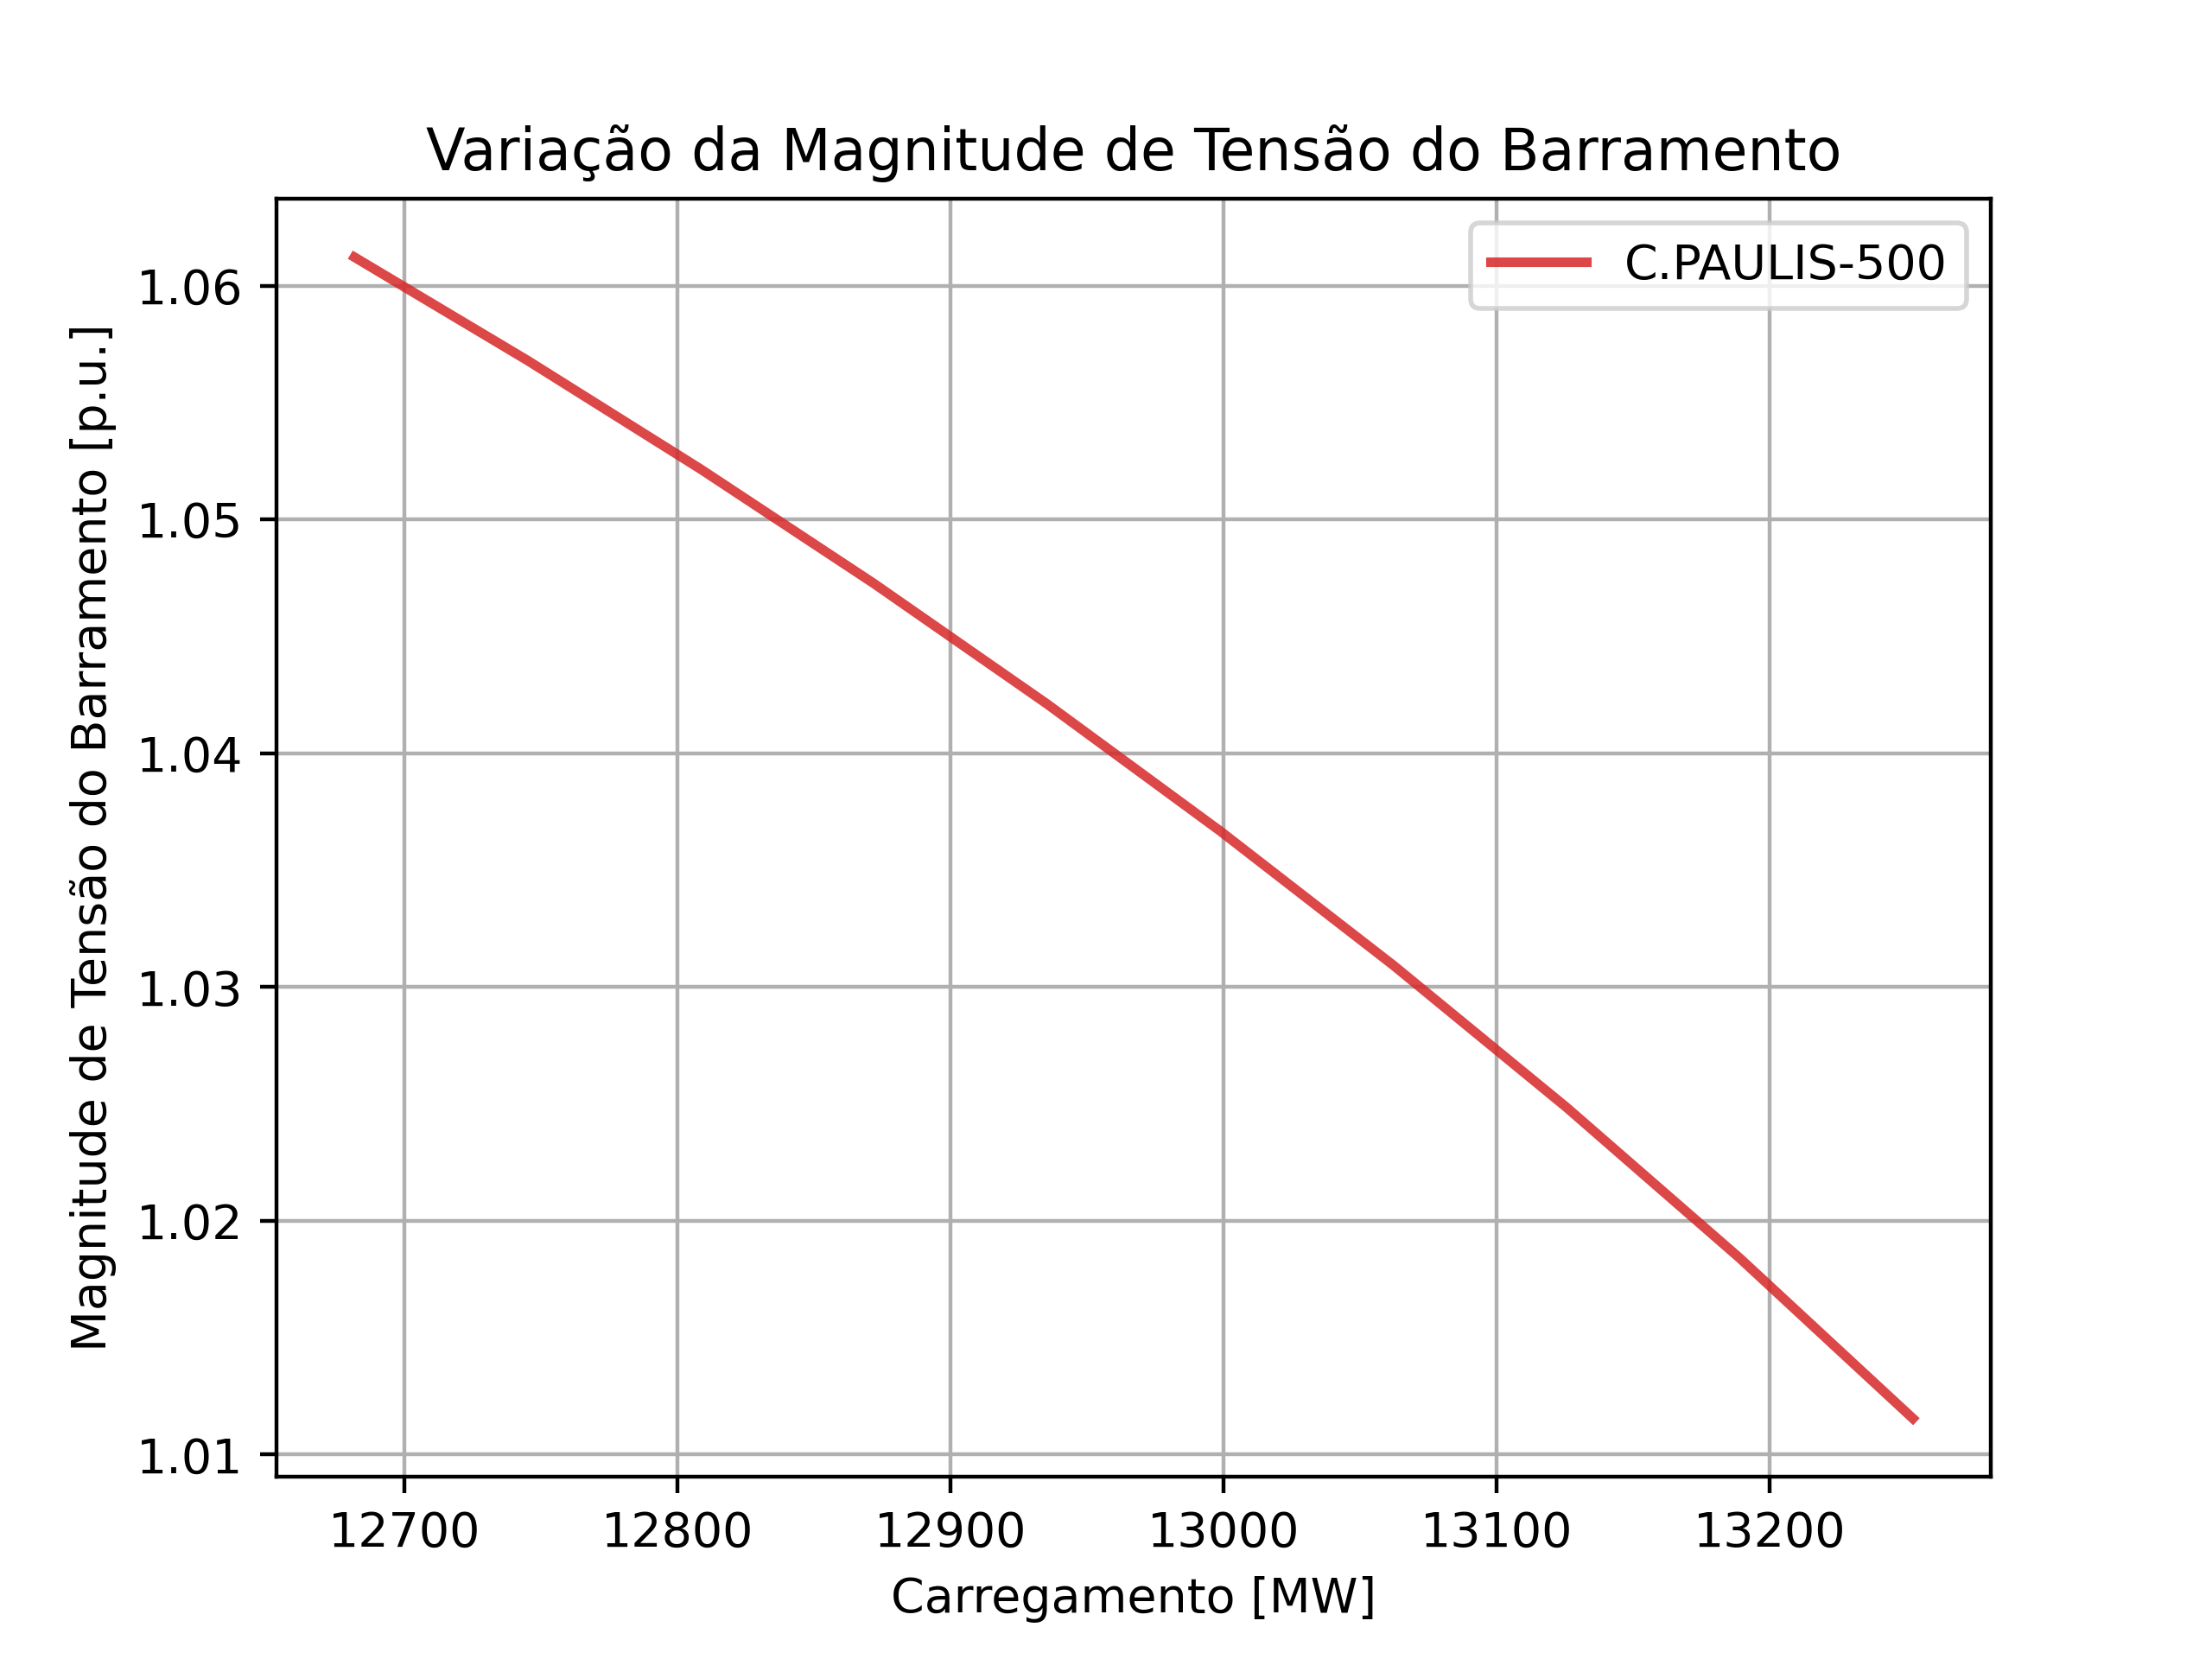 Variação da Magnitude de Tensão do Barramento
C.PAULIS-500
Magnitude de Tensão do Barramento [p.u.]
1.06
1.05
1.04
1.03
1.02
1.01
12700 12800 12900 13000 13100 13200
Carregamento [MW]